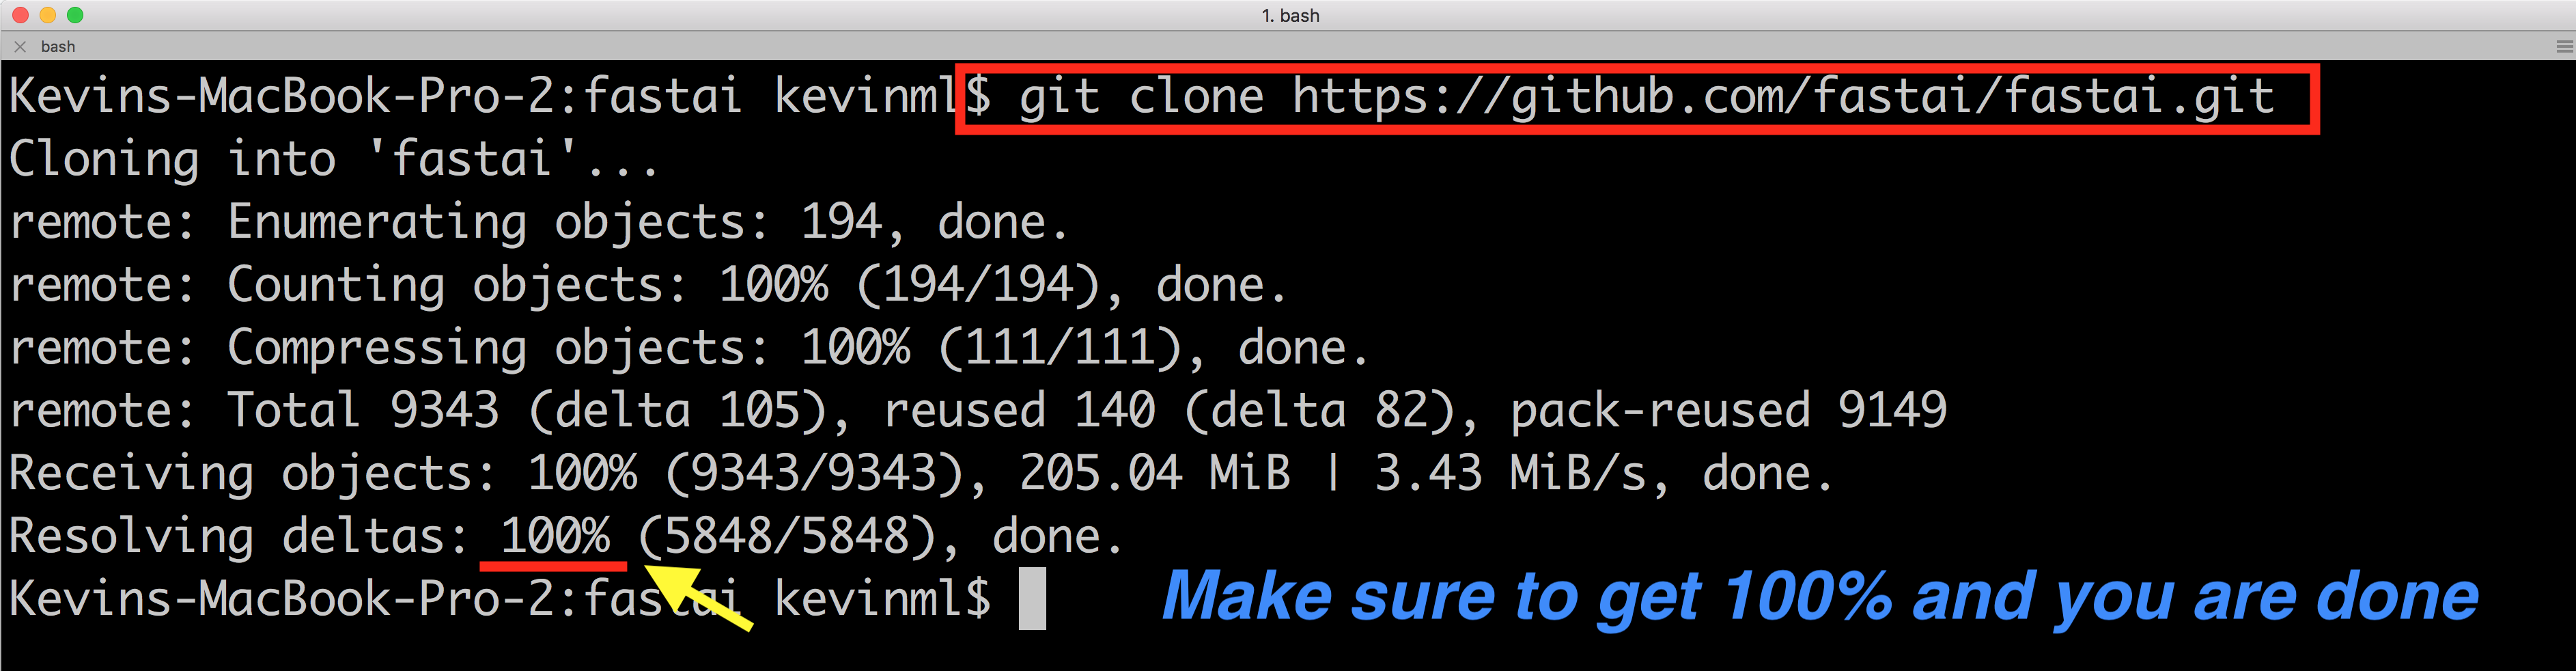 1. bash
bash
Kevins-MacBook-Pro-2:fastai kevinml$ git clone https://github.com/fastai/fastai.git
Cloning into 'fastai'...
remote: Enumerating objects: 194, done.
remote: Counting objects: 100% (194/194), done.
remote: Compressing objects: 100% (111/111), done.
remote: Total 9343 (delta 105), reused 140 (delta 82), pack-reused 9149
Receiving objects: 100% (9343/9343), 205.04 MiB | 3.43 MiB/s, done.
Resolving deltas: 100% (5848/5848), done.
Kevins-MacBook-Pro-2:fastai kevinml$
Make sure to get 100% and you are done